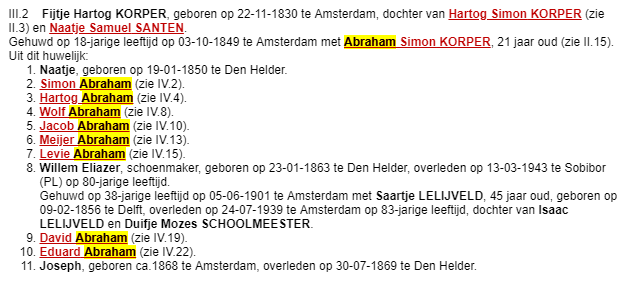 III.2 Fijtje Hartog KORPER, geboren op 22-11-1830 te Amsterdam, dochter van Hartog Simon KORPER (zie
II.3) en Naatje Samuel SANTEN.
Gehuwd op 18-jarige leeftijd op 03-10-1849 te Amsterdam met Abraham Simon KORPER, 21 jaar oud (zie II.15).
Uit dit huwelijk:
1. Naatje, geboren op 19-01-1850 te Den Helder.
2. Simon Abraham (zie IV.2).
3. Hartog Abraham (zie IV.4).
4. Wolf Abraham (zie IV.8).
5. Jacob Abraham (zie IV.10).
6. Meijer Abraham (zie IV.13).
7. Levie Abraham (zie IV.15).
8. Willem Eliazer, schoenmaker, geboren op 23-01-1863 te Den Helder, overleden op 13-03-1943 te Sobibor
(PL) op 80-jarige leeftijd.
Gehuwd op 38-jarige leeftijd op 05-06-1901 te Amsterdam met Saartje LELIJVELD, 45 jaar oud, geboren op
09-02-1856 te Delft, overleden op 24-07-1939 te Amsterdam op 83-jarige leeftijd, dochter van Isaac
LELIJVELD en Duifje Mozes SCHOOLMEESTER.
9. David Abraham (zie IV.19).
10. Eduard Abraham (zie IV.22).
11. Joseph, geboren ca.1868 te Amsterdam, overleden op 30-07-1869 te Den Helder.